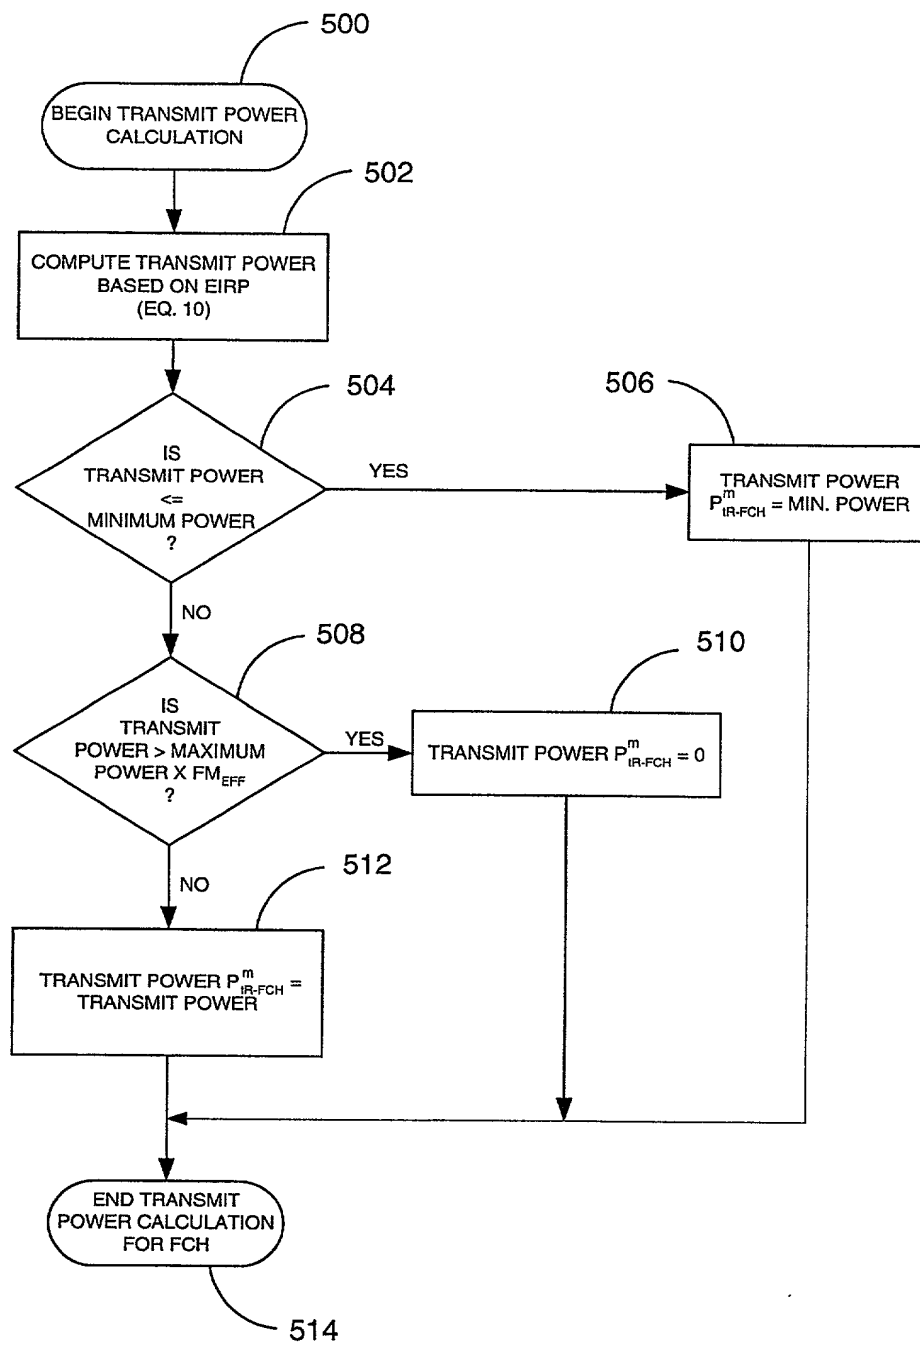 500
BEGIN TRANSMIT POWER
CALCULATION
502
COMPUTE TRANSMIT POWER
BASED ON EIRP
(EQ. 10)
504
IS
TRANSMIT POWER
<=
MINIMUM POWER
?
YES
506
TRANSMIT POWER
P^m_tR-FCH = MIN. POWER
NO
508
IS
TRANSMIT
POWER > MAXIMUM
POWER X FM_EFF
?
YES
510
TRANSMIT POWER P^m_tR-FCH = 0
NO
512
TRANSMIT POWER P^m_tR-FCH =
TRANSMIT POWER
END TRANSMIT
POWER CALCULATION
FOR FCH
514